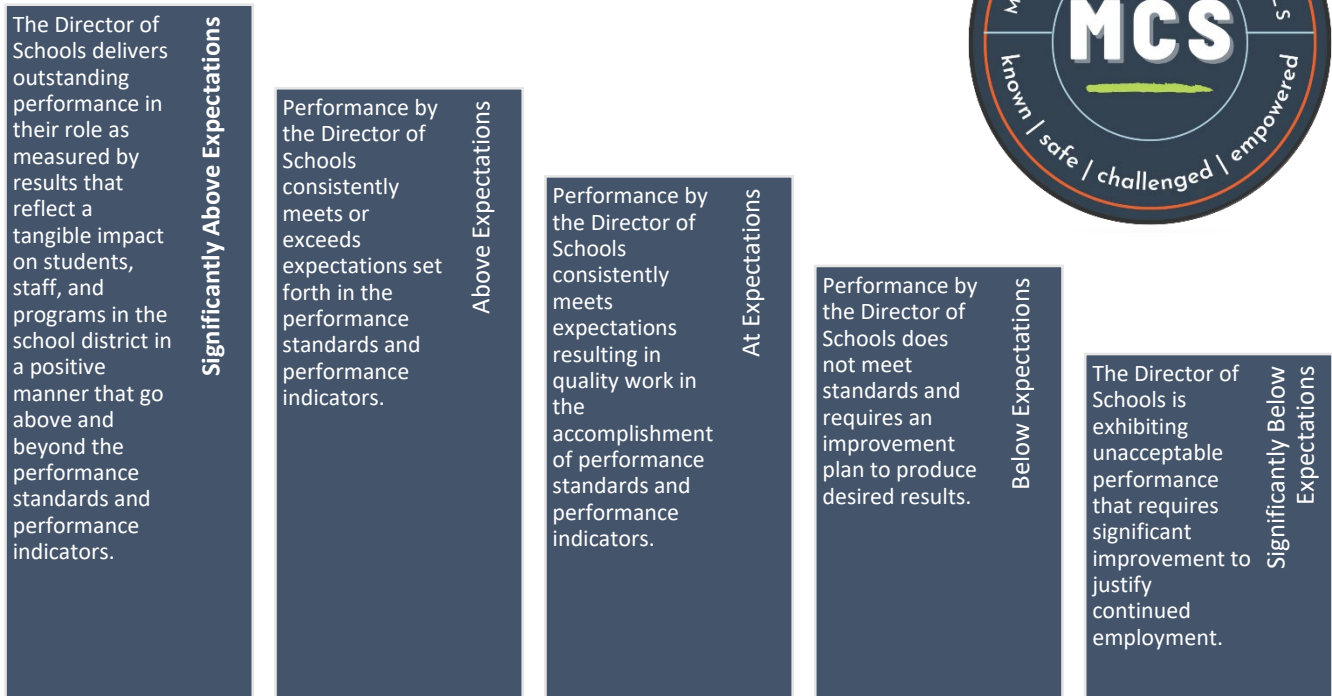 The Director of
Schools delivers
outstanding
performance in
their role as
measured by
results that
reflect a
tangible impact
on students,
staff, and
programs in the
school district in
a positive
manner that go
above and
beyond the
performance
standards and
performance
indicators.
Significantly Above Expectations
Performance by
the Director of
Schools
consistently
meets or
exceeds
expectations set
forth in the
performance
standards and
performance
indicators.
Above Expectations
Performance by
the Director of
Schools
consistently
meets
expectations
resulting in
quality work in
the
accomplishment
of performance
standards and
performance
indicators.
At Expectations
Performance by
the Director of
Schools does
not meet
standards and
requires an
improvement
plan to produce
desired results.
Below Expectations
The Director of
Schools is
exhibiting
unacceptable
performance
that requires
significant
improvement to
justify
continued
employment.
Significantly Below
Expectations
MCS
known | safe | challenged | empowered